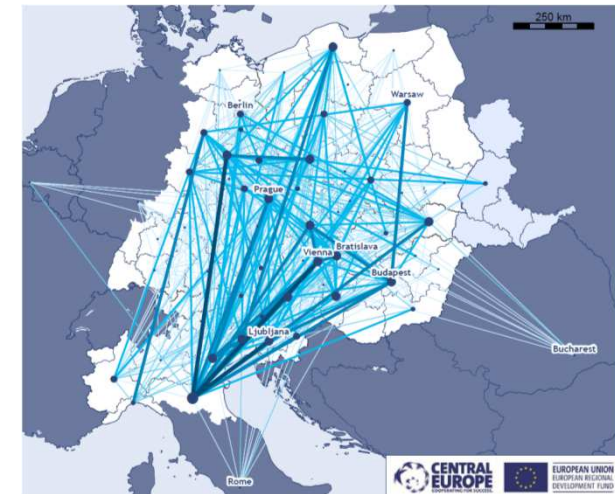 250 km
Berlin
Warsaw
Prague
Vienna
Bratislava
Budapest
Ljubljana
Bucharest
Rome
CENTRAL
EUROPE
COOPERATING FOR SUCCESS.
EUROPEAN UNION
EUROPEAN REGIONAL
DEVELOPMENT FUND